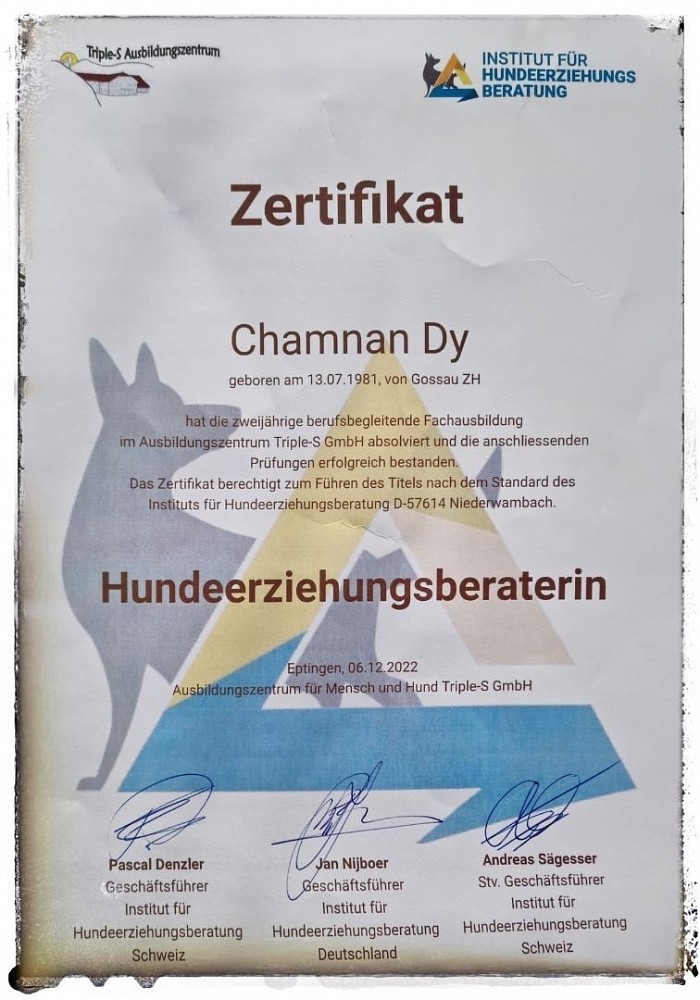 Triple-S Ausbildungszentrum
INSTITUT FÜR
HUNDEERZIEHUNGS
BERATUNG
Zertifikat
Chamnan Dy
geboren am 13.07.1981, von Gossau ZH
hat die zweijährige berufsbegleitende Fachausbildung
im Ausbildungszentrum Triple-S GmbH absolviert und die anschliessenden
Prüfungen erfolgreich bestanden.
Das Zertifikat berechtigt zum Führen des Titels nach dem Standard des
Instituts für Hundeerziehungsberatung D-57614 Niederwambach.
Hundeerziehungsberaterin
Eptingen, 06.12.2022
Ausbildungszentrum für Mensch und Hund Triple-S GmbH
Pascal Denzler
Geschäftsführer
Institut für
Hundeerziehungsberatung
Schweiz
Jan Nijboer
Geschäftsführer
Institut für
Hundeerziehungsberatung
Deutschland
Andreas Sägesser
Stv. Geschäftsführer
Institut für
Hundeerziehungsberatung
Schweiz